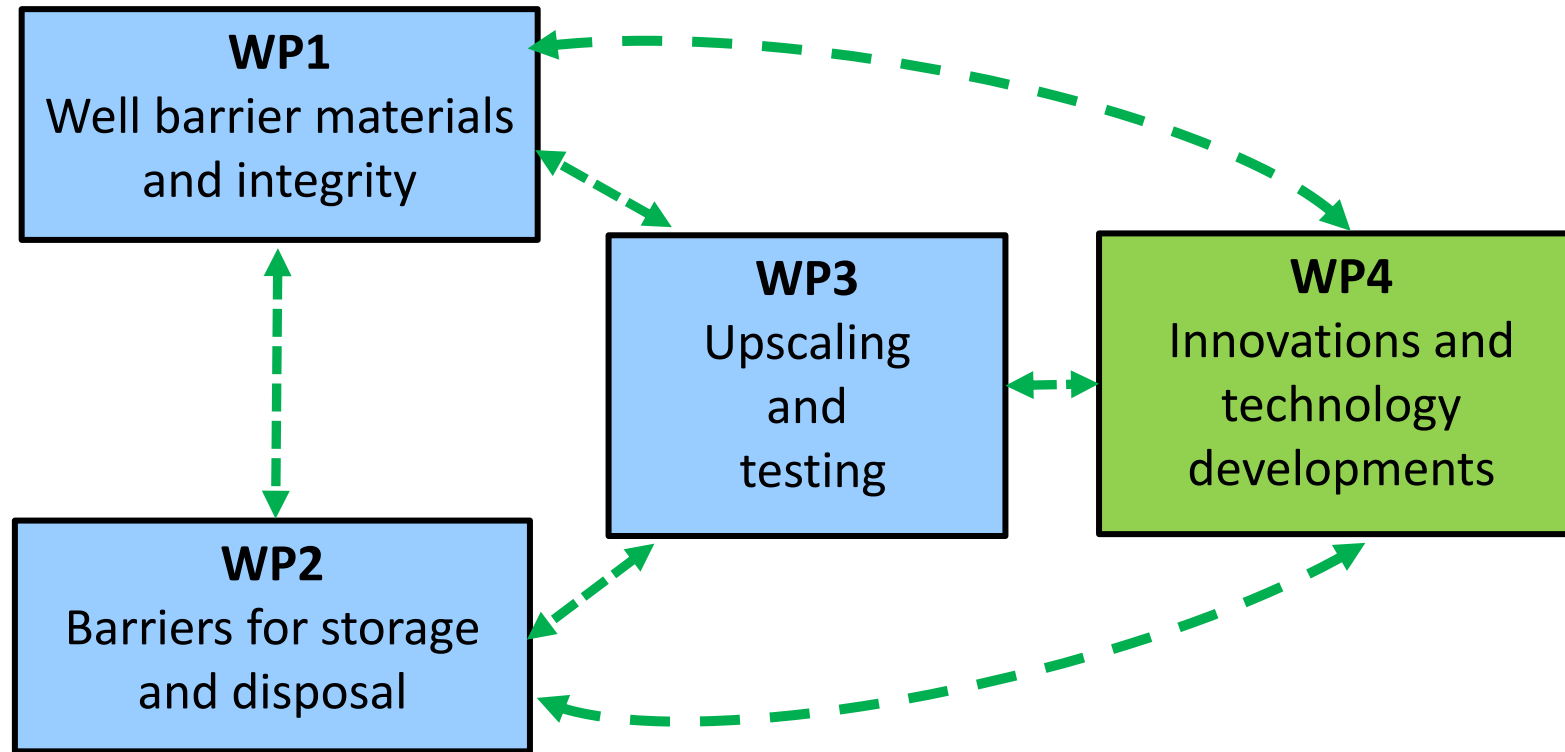 WP1
Well barrier materials
and integrity
WP3
Upscaling
and
testing
WP4
Innovations and
technology
developments
WP2
Barriers for storage
and disposal